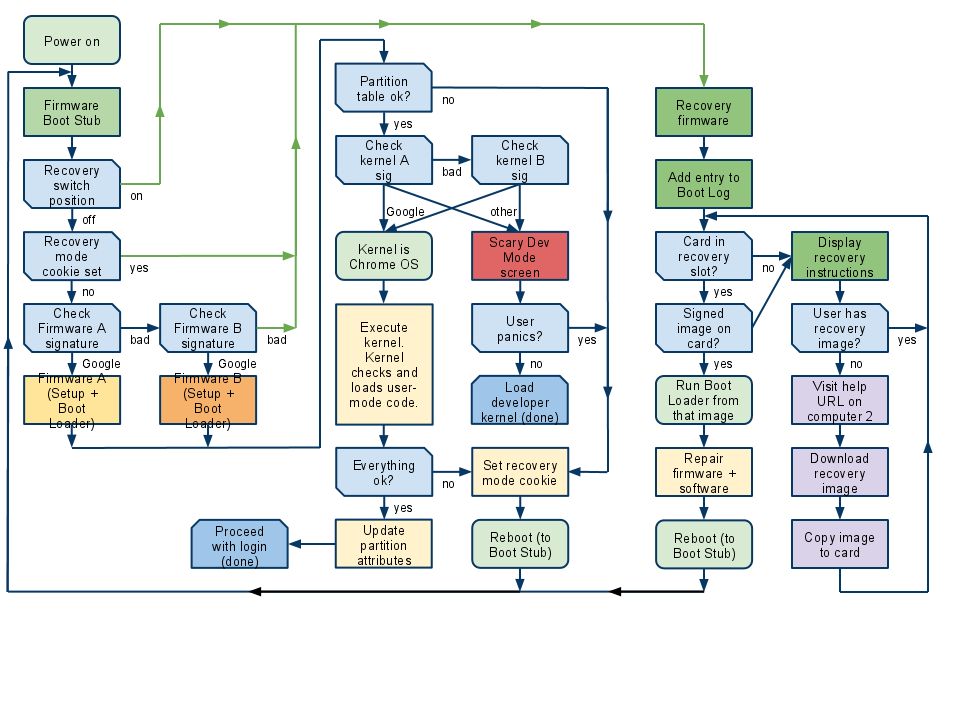 Power on
Firmware
Boot Stub
Recovery
switch
position
on
off
Recovery
mode
cookie set
yes
no
Check
Firmware A
signature
bad
Check
Firmware B
signature
bad
Google
Google
Firmware A
(Setup +
Boot
Loader)
Firmware B
(Setup +
Boot
Loader)
Partition
table ok?
no
yes
Check
kernel A
sig
bad
Check
kernel B
sig
Google
other
Kernel is
Chrome OS
Scary Dev
Mode
screen
Execute
kernel.
Kernel
checks and
loads user-
mode code.
User
panics?
yes
no
Load
developer
kernel (done)
Everything
ok?
no
yes
Set recovery
mode cookie
Proceed
with login
(done)
Update
partition
attributes
Reboot (to
Boot Stub)
Recovery
firmware
Add entry to
Boot Log
Card in
recovery
slot?
no
yes
Display
recovery
instructions
Signed
image on
card?
yes
User has
recovery
image?
yes
no
Run Boot
Loader from
that image
Visit help
URL on
computer 2
Repair
firmware +
software
Download
recovery
image
Reboot (to
Boot Stub)
Copy image
to card